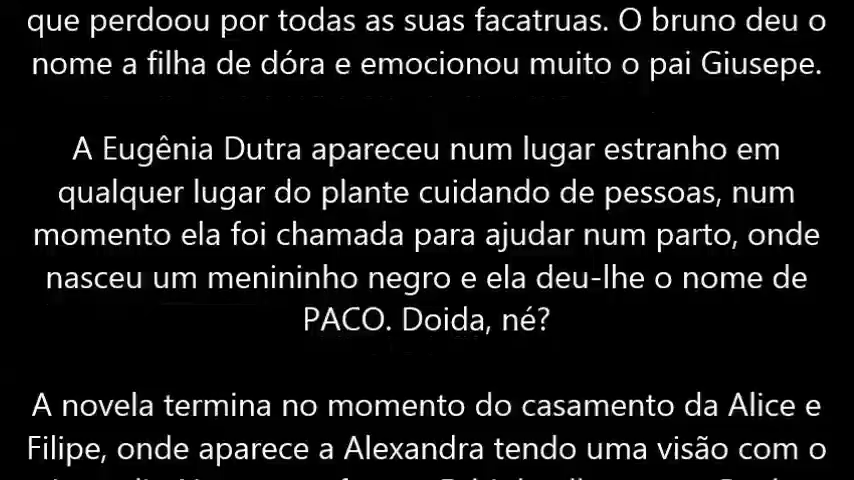 que perdoou por todas as suas facatruas. O bruno deu o
nome a filha de dóra e emocionou muito o pai Giusepe.
A Eugênia Dutra apareceu num lugar estranho em
qualquer lugar do plante cuidando de pessoas, num
momento ela foi chamada para ajudar num parto, onde
nasceu um menininho negro e ela deu-lhe o nome de
PACO. Doida, né?
A novela termina no momento do casamento da Alice e
Filipe, onde aparece a Alexandra tendo uma visão com o